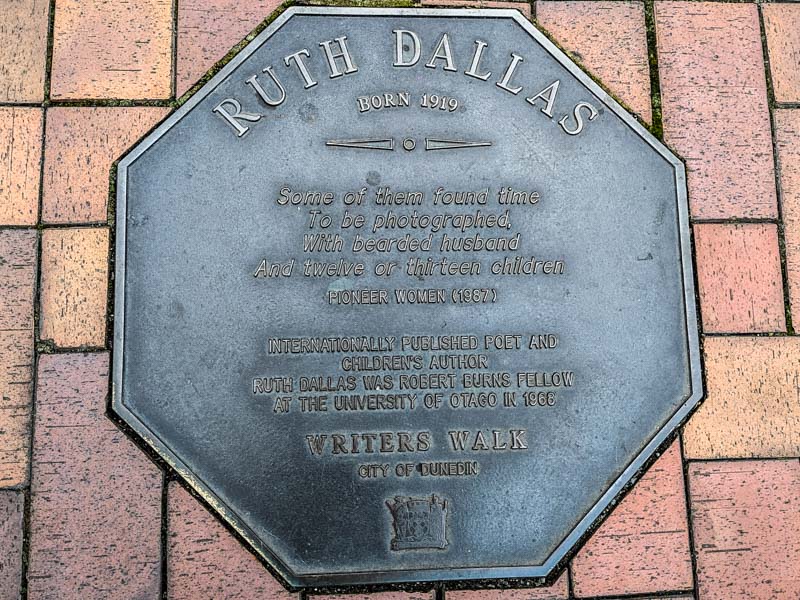 RUTH DALLAS
BORN 1919
Some of them found time
To be photographed,
With bearded husband
And twelve or thirteen children
PIONEER WOMEN (1987)
INTERNATIONALLY PUBLISHED POET AND
CHILDREN'S AUTHOR
RUTH DALLAS WAS ROBERT BURNS FELLOW
AT THE UNIVERSITY OF OTAGO IN 1968
WRITERS WALK
CITY OF DUNEDIN